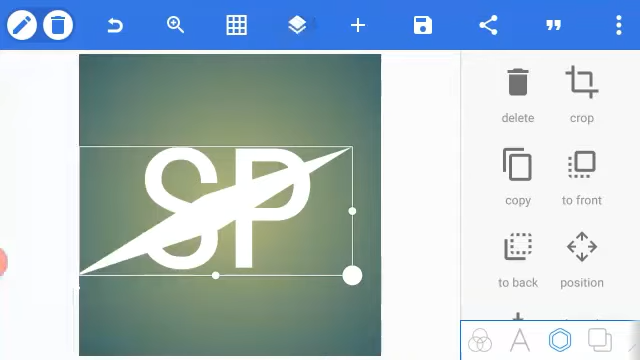 SP
delete
crop
copy
to front
to back
position